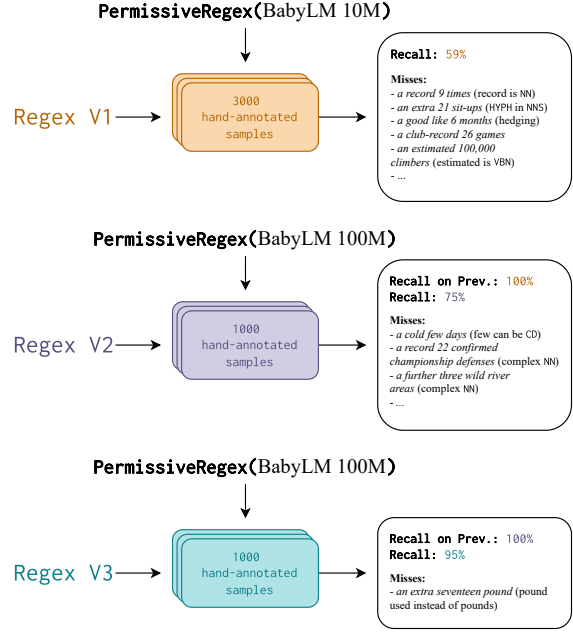 PermissiveRegex(BabyLM 10M)
Regex V1
3000
hand-annotated
samples
Recall: 59%
Misses:
- a record 9 times (record is NN)
- an extra 21 sit-ups (HYPH in NNS)
- a good like 6 months (hedging)
- a club-record 26 games
- an estimated 100,000
climbers (estimated is VBN)
- ...
PermissiveRegex(BabyLM 100M)
Regex V2
1000
hand-annotated
samples
Recall on Prev.: 100%
Recall: 75%
Misses:
- a cold few days (few can be CD)
- a record 22 confirmed
championship defenses (complex NN)
- a further three wild river
areas (complex NN)
- ...
PermissiveRegex(BabyLM 100M)
Regex V3
1000
hand-annotated
samples
Recall on Prev.: 100%
Recall: 95%
Misses:
- an extra seventeen pound (pound
used instead of pounds)